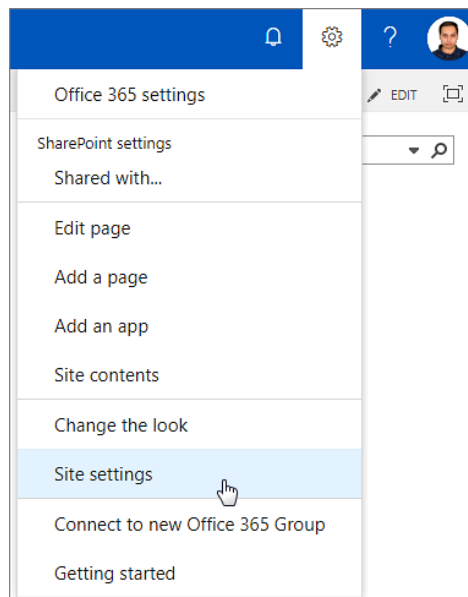 ?
Office 365 settings
EDIT
SharePoint settings
Shared with...
Edit page
Add a page
Add an app
Site contents
Change the look
Site settings
Connect to new Office 365 Group
Getting started